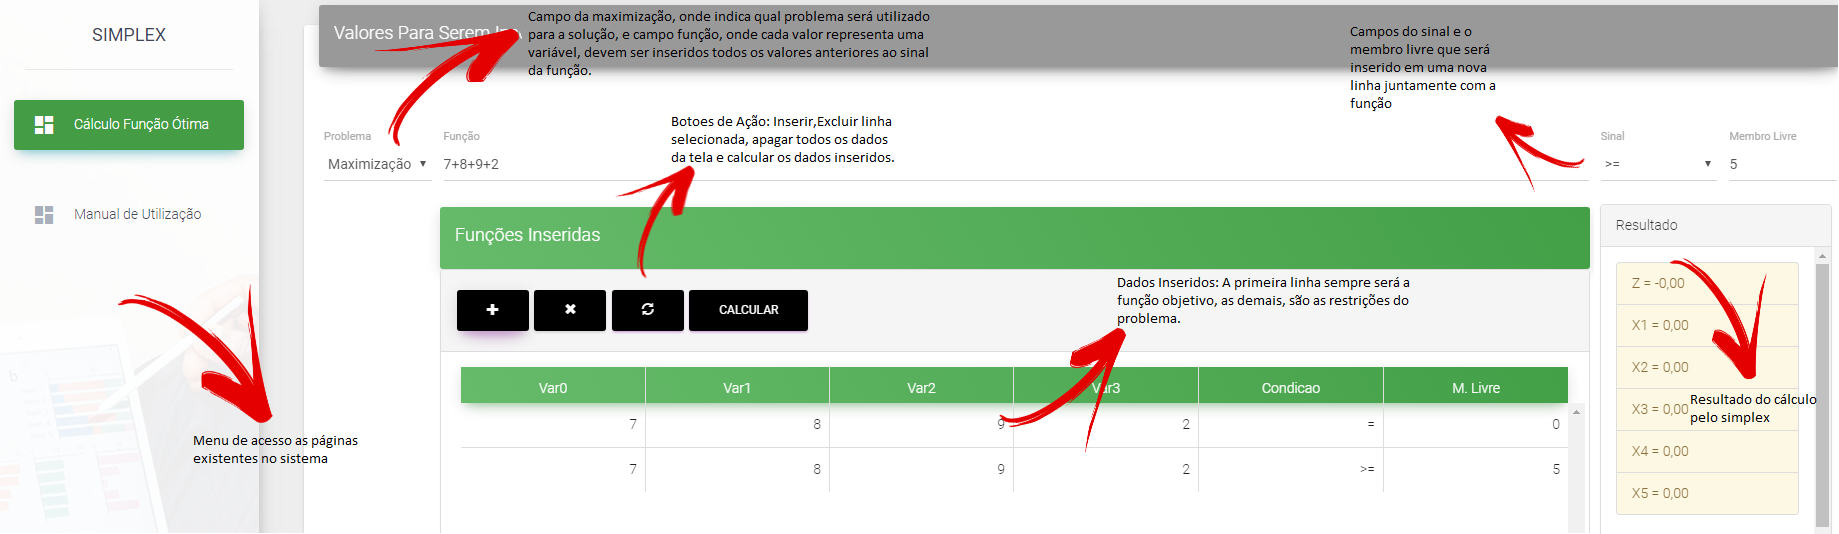 SIMPLEX
Cálculo Função Ótima
Manual de Utilização
Menu de acesso as páginas
existentes no sistema
Valores Para Serem
Campo da maximização, onde indica qual problema será utilizado
para a solução, e campo função, onde cada valor representa uma
variável, devem ser inseridos todos os valores anteriores ao sinal
da função.
Campos do sinal e o
membro livre que será
inserido em uma nova
linha juntamente com a
função
Botoes de Ação: Inserir,Excluir linha
selecionada, apagar todos os dados
da tela e calcular os dados inseridos.
Problema
Maximização
Função
7+8+9+2
Sinal
>=
Membro Livre
5
Funções Inseridas
CALCULAR
Dados Inseridos: A primeira linha sempre será a
função objetivo, as demais, são as restrições do
problema.
Var0 Var1 Var2 Var3 Condicao M. Livre
7 8 9 2 = 0
7 8 9 2 >= 5
Resultado
Z = -0,00
X1 = 0,00
X2 = 0,00
X3 = 0,00
X4 = 0,00
X5 = 0,00
Resultado do cálculo
pelo simplex